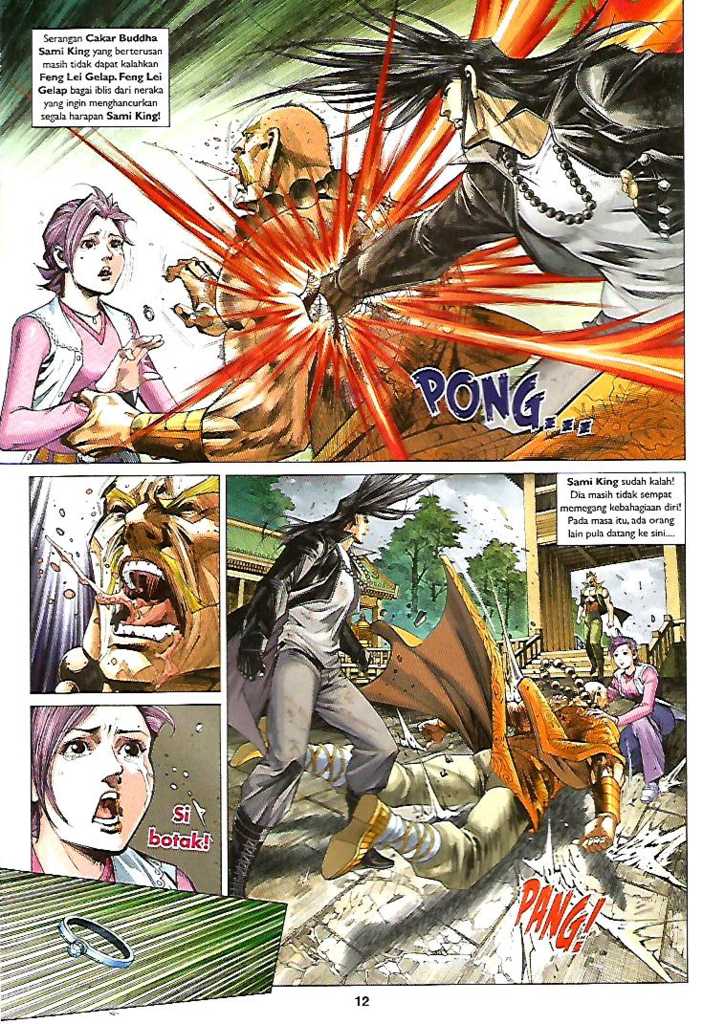 Serangan Cakar Buddha
Sami King yang berterusan
masih tidak dapat kalahkan
Feng Lei Gelap. Feng Lei
Gelap bagai iblis dari neraka
yang ingin menghancurkan
segala harapan Sami King!
PONG...
Sami King sudah kalah!
Dia masih tidak sempat
memegang kebahagiaan diri!
Pada masa itu, ada orang
lain pula datang ke sini....
Si
botak!
PANG!
12